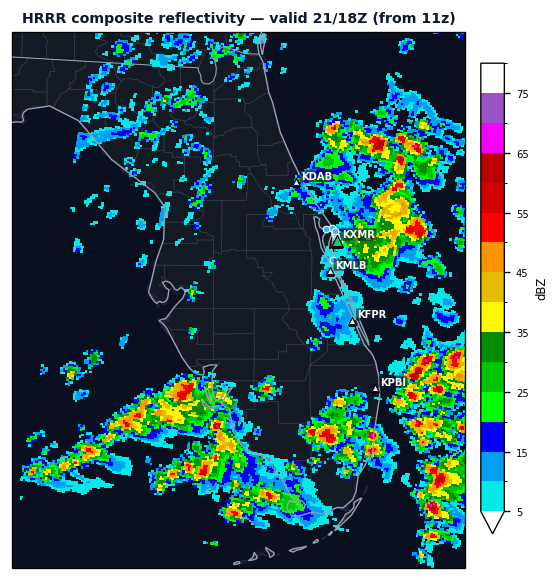 HRRR composite reflectivity — valid 21/18Z (from 11z)
KDAB
KXMR
KMLB
KFPR
KPBI
75
65
55
45
35
25
15
5
dBZ